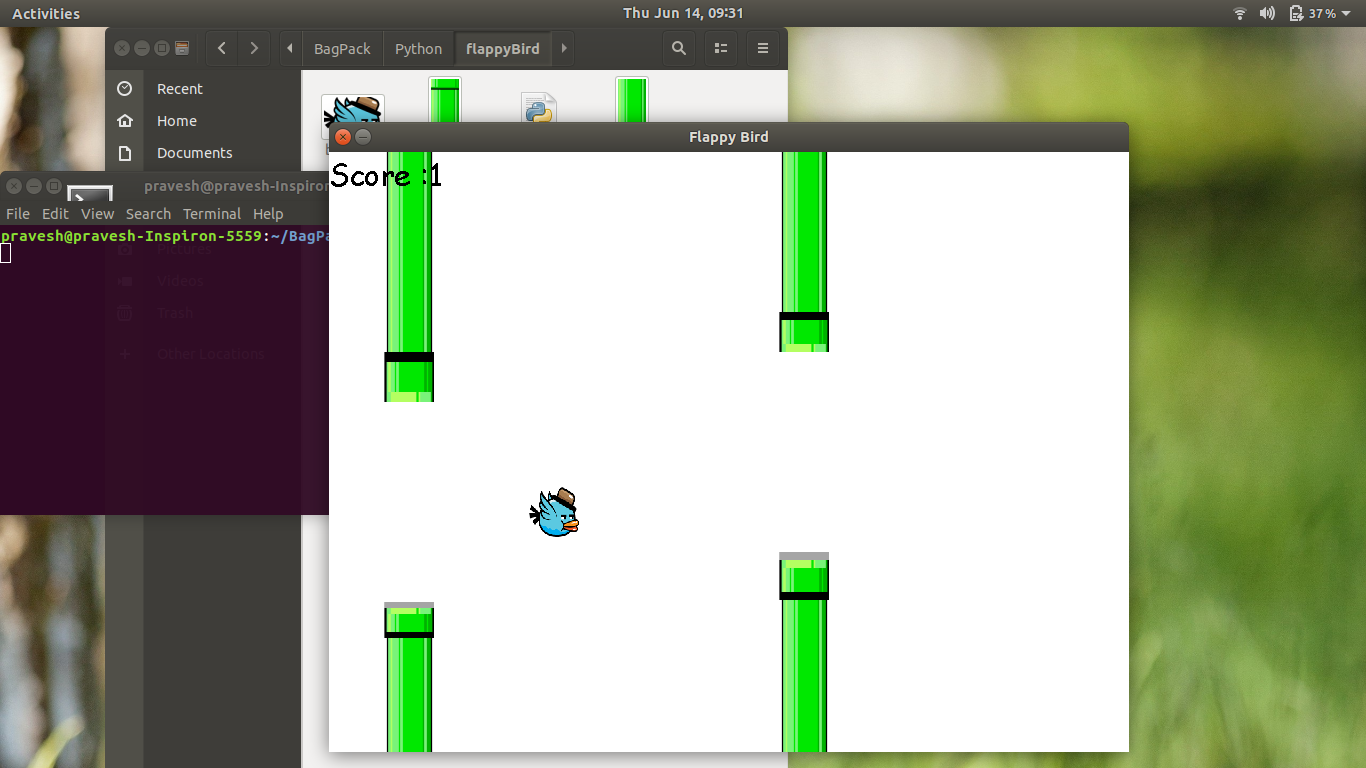 Activities
Thu Jun 14, 09:31
37 %
BagPack
Python
flappyBird
Recent
Home
Documents
Flappy Bird
Score :1
pravesh@pravesh-Inspiron
File Edit View Search Terminal Help
pravesh@pravesh-Inspiron-5559:~/BagPa
Pictures
Videos
Trash
Other Locations